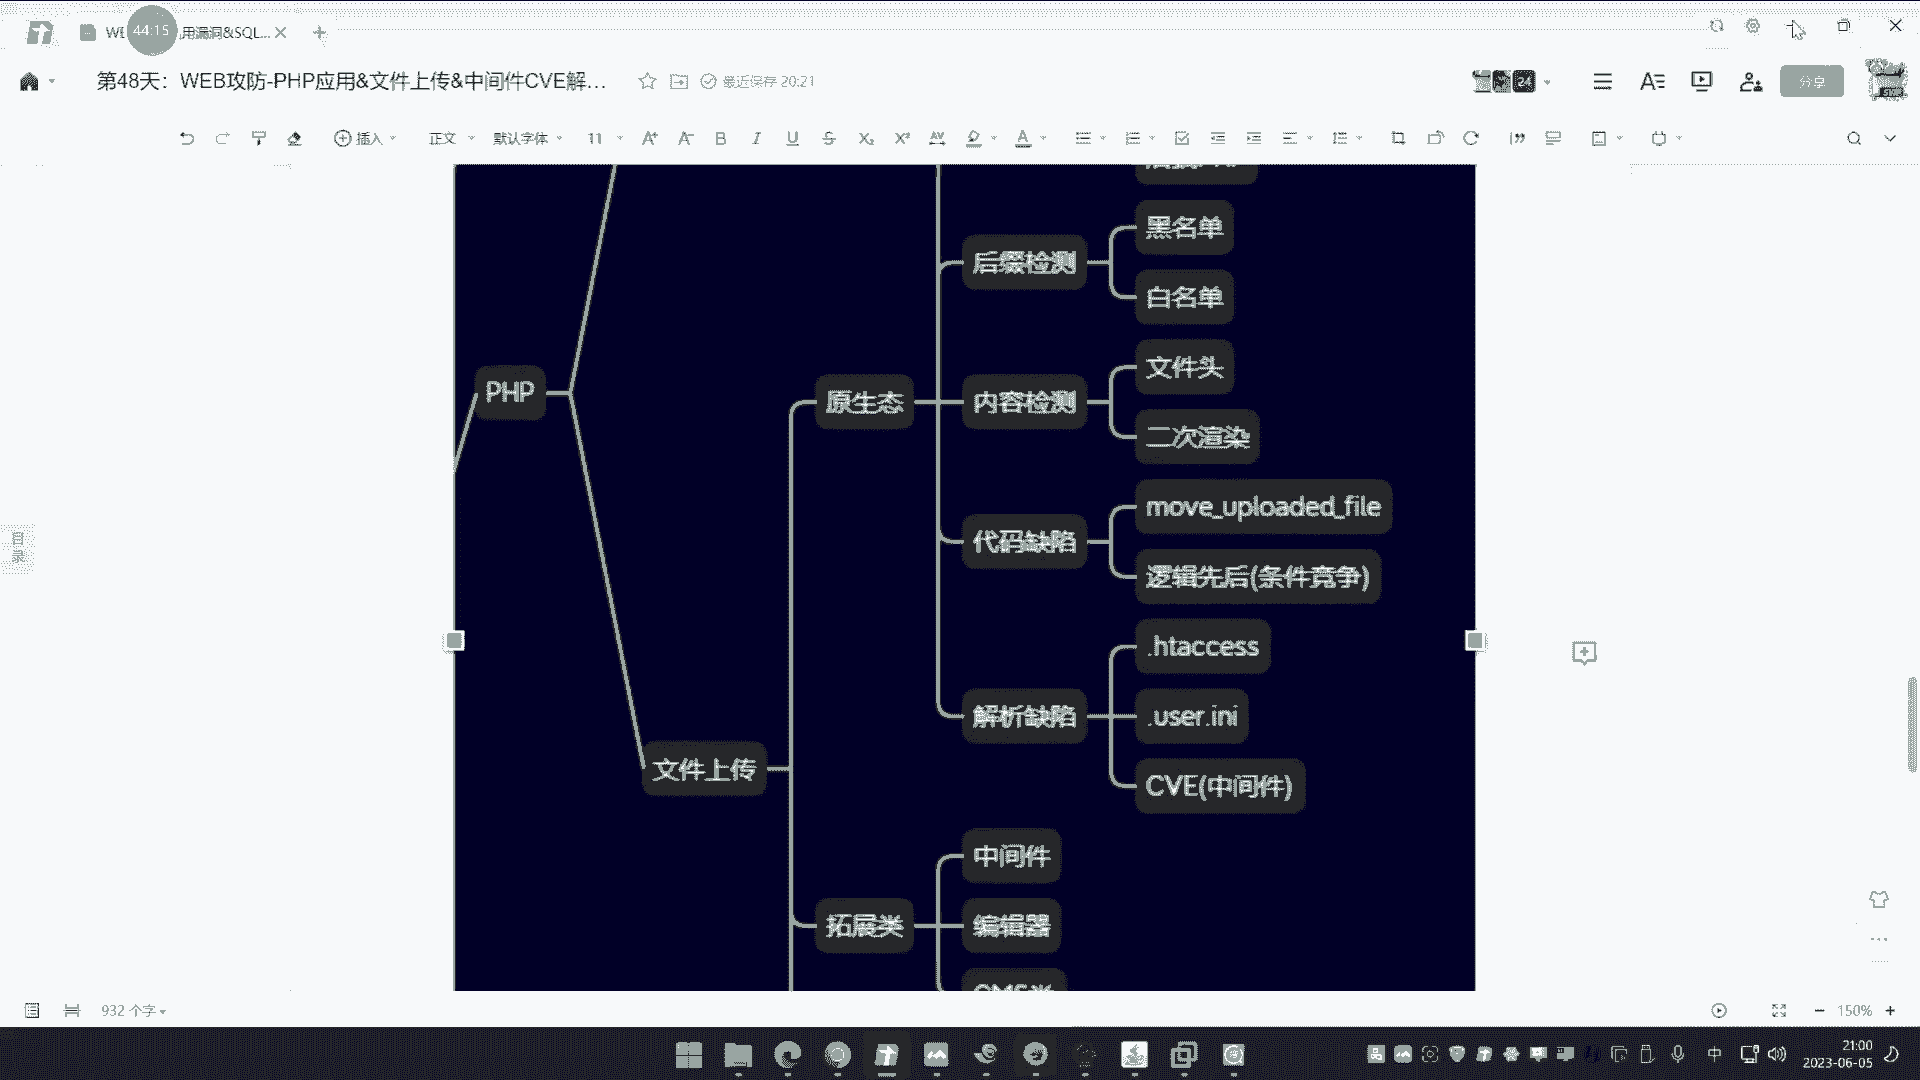 44:15
用漏洞&SQL...
第48天：WEB攻防-PHP应用&文件上传&中间件CVE解...
最近保存 20:21
24
分享
插入
正文
默认字体
11
黑名单
后缀检测
白名单
文件头
PHP
原生态
内容检测
二次渲染
move_uploaded_file
代码缺陷
逻辑先后(条件竞争)
目录
.htaccess
解析缺陷
.user.ini
文件上传
CVE(中间件)
中间件
拓展类
编辑器
932 个字
150%
中
21:00
2023-06-05